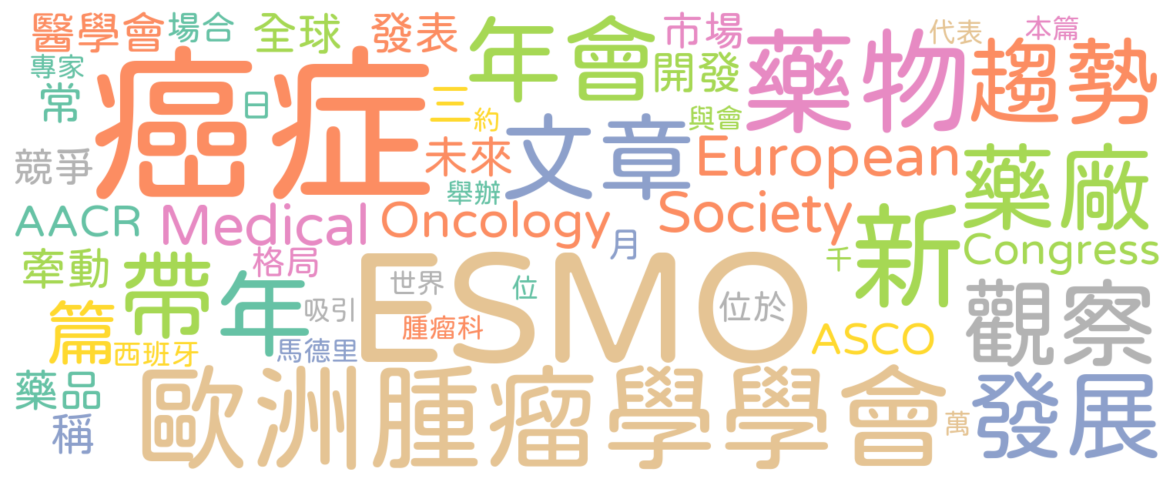 醫學會
場合
全球
發表
年會
市場
代表
本篇
專家
常
日
癌症
三
約
開發
與會
藥物
趨勢
競爭
未來
文章
European
藥廠
舉辦
AACR
Medical
Oncology
Society
月
新
千
Congress
牽動
帶
年
格局
世界
吸引
ESMO
位
位於
觀察
篇
西班牙
馬德里
腫瘤科
ASCO
藥品
稱
歐洲腫瘤學學會
萬
發展